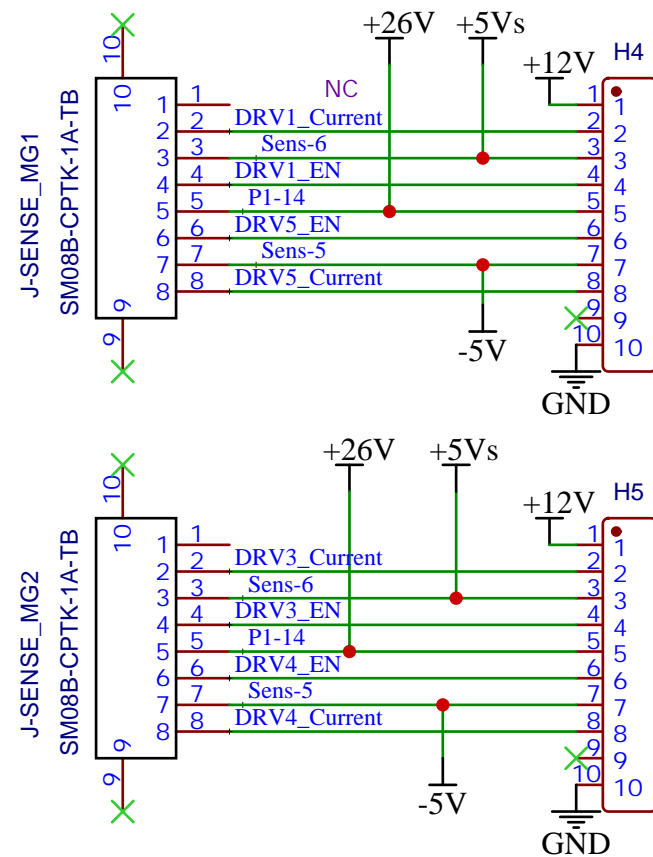 +26V +5Vs
H4
+12V
NC
J-SENSE_MG1
SM08B-CPTK-1A-TB
10
10
1 1 1 1
2 2 DRV1_Current 2 2
3 3 Sens-6 3 3
4 4 DRV1_EN 4 4
5 5 P1-14 5 5
6 6 DRV5_EN 6 6
7 7 Sens-5 7 7
8 8 DRV5_Current 8 8
9 9
9 9
10 10
-5V
GND
+26V +5Vs
H5
+12V
J-SENSE_MG2
SM08B-CPTK-1A-TB
10
10
1 1 1 1
2 2 DRV3_Current 2 2
3 3 Sens-6 3 3
4 4 DRV3_EN 4 4
5 5 P1-14 5 5
6 6 DRV4_EN 6 6
7 7 Sens-5 7 7
8 8 DRV4_Current 8 8
9 9
9 9
10 10
-5V
GND